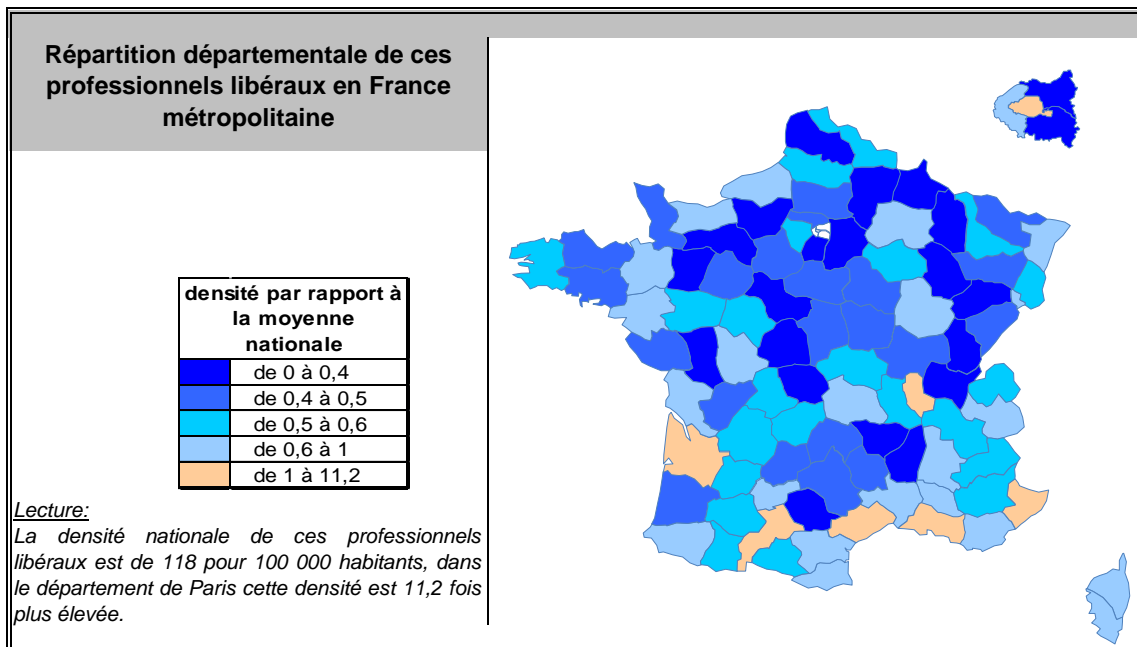 Répartition départementale de ces
professionnels libéraux en France
métropolitaine
densité par rapport à
la moyenne
nationale
de 0 à 0,4
de 0,4 à 0,5
de 0,5 à 0,6
de 0,6 à 1
de 1 à 11,2
Lecture:
La densité nationale de ces professionnels
libéraux est de 118 pour 100 000 habitants, dans
le département de Paris cette densité est 11,2 fois
plus élevée.